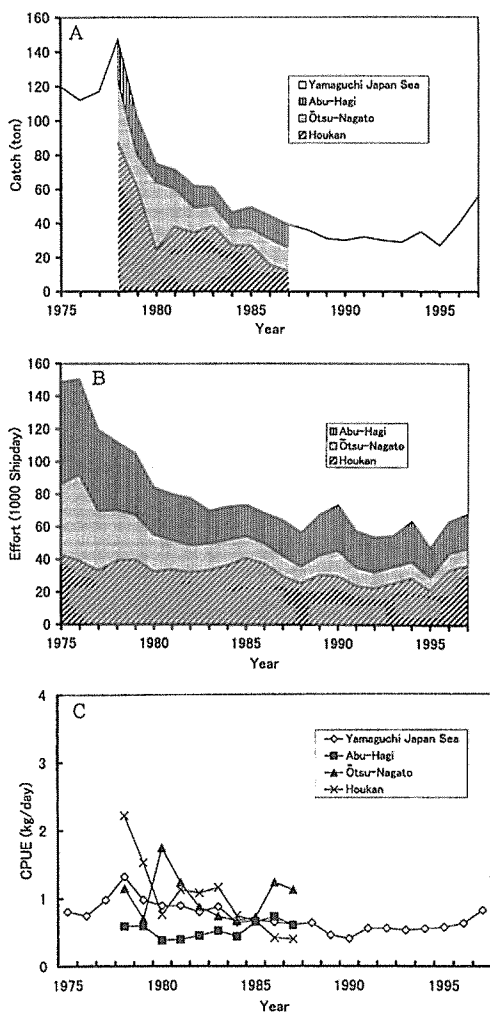 A
160
140
120
100
80
60
40
20
0
Catch (ton)
Yamaguchi Japan Sea
Abu-Hagi
Ōtsu-Nagato
Houkan
1975 1980 1985 1990 1995
Year
B
160
140
120
100
80
60
40
20
0
Effort (1000 Shipday)
Abu-Hagi
Ōtsu-Nagato
Houkan
1975 1980 1985 1990 1995
Year
C
4
3
2
1
0
CPUE (kg/day)
Yamaguchi Japan Sea
Abu-Hagi
Ōtsu-Nagato
Houkan
1975 1980 1985 1990 1995
Year